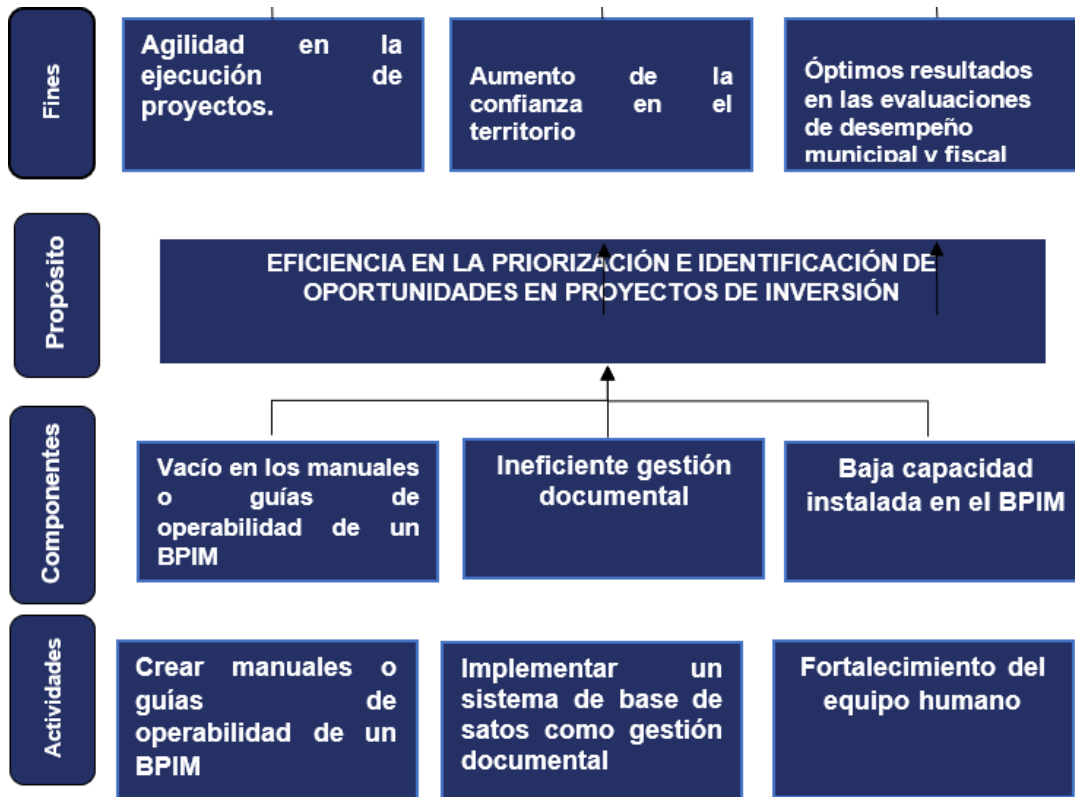 Fines
Agilidad en la
ejecución de
proyectos.
Aumento de la
confianza en el
territorio
Óptimos resultados
en las evaluaciones
de desempeño
municipal y fiscal
Propósito
EFICIENCIA EN LA PRIORIZACIÓN E IDENTIFICACIÓN DE
OPORTUNIDADES EN PROYECTOS DE INVERSIÓN
Componentes
Vacío en los manuales
o guías de
operabilidad de un
BPIM
Ineficiente gestión
documental
Baja capacidad
instalada en el BPIM
Actividades
Crear manuales o
guías de
operabilidad de un
BPIM
Implementar un
sistema de base de
satos como gestión
documental
Fortalecimiento del
equipo humano